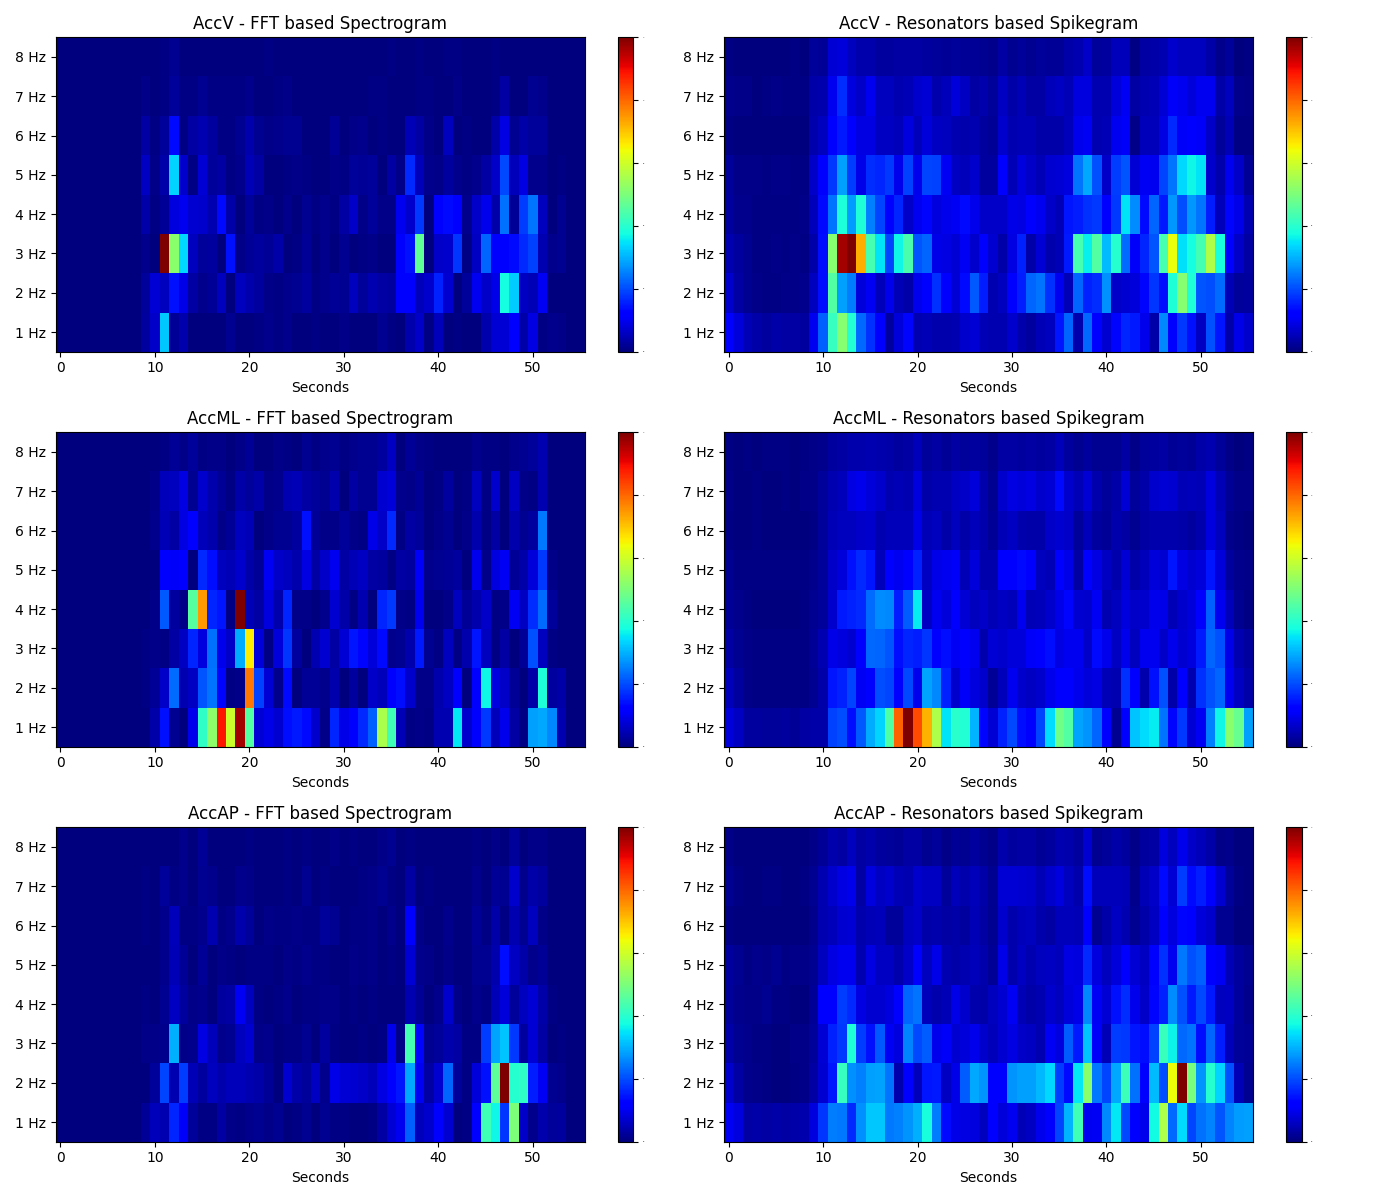 AccV - FFT based Spectrogram
8 Hz
7 Hz
6 Hz
5 Hz
4 Hz
3 Hz
2 Hz
1 Hz
0 10 20 30 40 50
Seconds
AccV - Resonators based Spikegram
8 Hz
7 Hz
6 Hz
5 Hz
4 Hz
3 Hz
2 Hz
1 Hz
0 10 20 30 40 50
Seconds
AccML - FFT based Spectrogram
8 Hz
7 Hz
6 Hz
5 Hz
4 Hz
3 Hz
2 Hz
1 Hz
0 10 20 30 40 50
Seconds
AccML - Resonators based Spikegram
8 Hz
7 Hz
6 Hz
5 Hz
4 Hz
3 Hz
2 Hz
1 Hz
0 10 20 30 40 50
Seconds
AccAP - FFT based Spectrogram
8 Hz
7 Hz
6 Hz
5 Hz
4 Hz
3 Hz
2 Hz
1 Hz
0 10 20 30 40 50
Seconds
AccAP - Resonators based Spikegram
8 Hz
7 Hz
6 Hz
5 Hz
4 Hz
3 Hz
2 Hz
1 Hz
0 10 20 30 40 50
Seconds